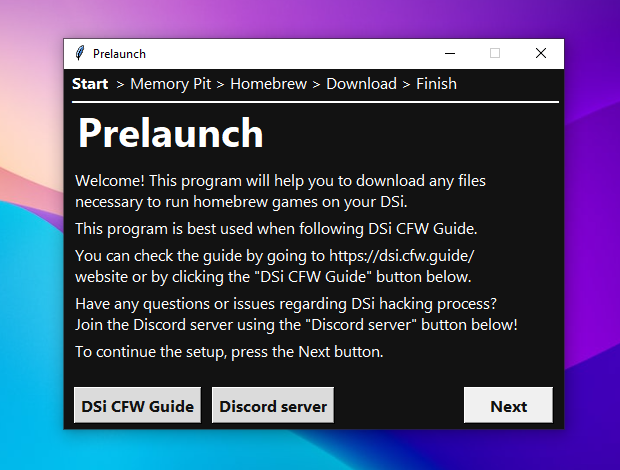 Prelaunch
Start > Memory Pit > Homebrew > Download > Finish
Prelaunch
Welcome! This program will help you to download any files
necessary to run homebrew games on your DSi.
This program is best used when following DSi CFW Guide.
You can check the guide by going to https://dsi.cfw.guide/
website or by clicking the "DSi CFW Guide" button below.
Have any questions or issues regarding DSi hacking process?
Join the Discord server using the "Discord server" button below!
To continue the setup, press the Next button.
DSi CFW Guide Discord server Next